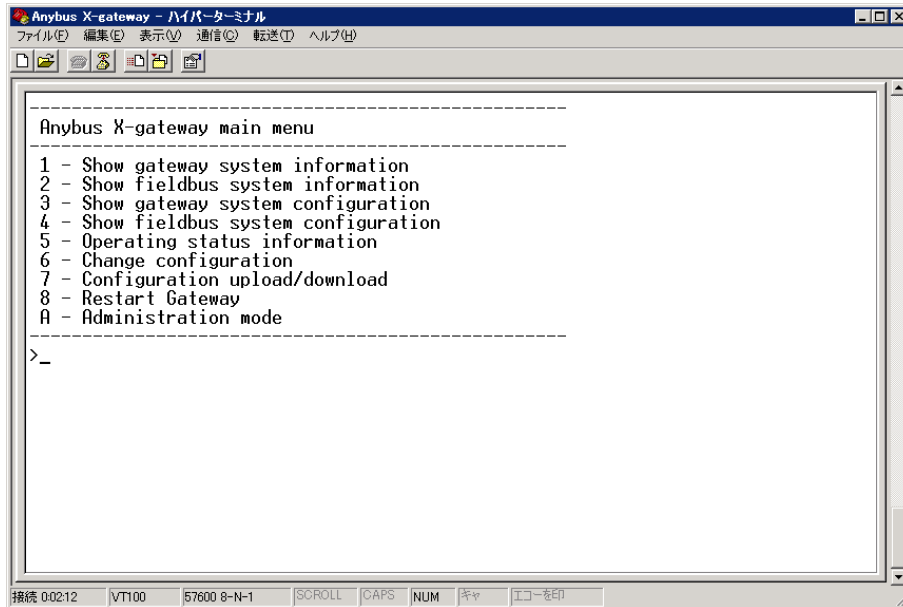 Anybus X-gateway - ハイパーターミナル
ファイル(F) 編集(E) 表示(V) 通信(C) 転送(T) ヘルプ(H)
------------------------------------------------------
Anybus X-gateway main menu
------------------------------------------------------
1 - Show gateway system information
2 - Show fieldbus system information
3 - Show gateway system configuration
4 - Show fieldbus system configuration
5 - Operating status information
6 - Change configuration
7 - Configuration upload/download
8 - Restart Gateway
A - Administration mode
------------------------------------------------------
>_
接続 0:02:12 VT100 57600 8-N-1 SCROLL CAPS NUM キャ エコーを印